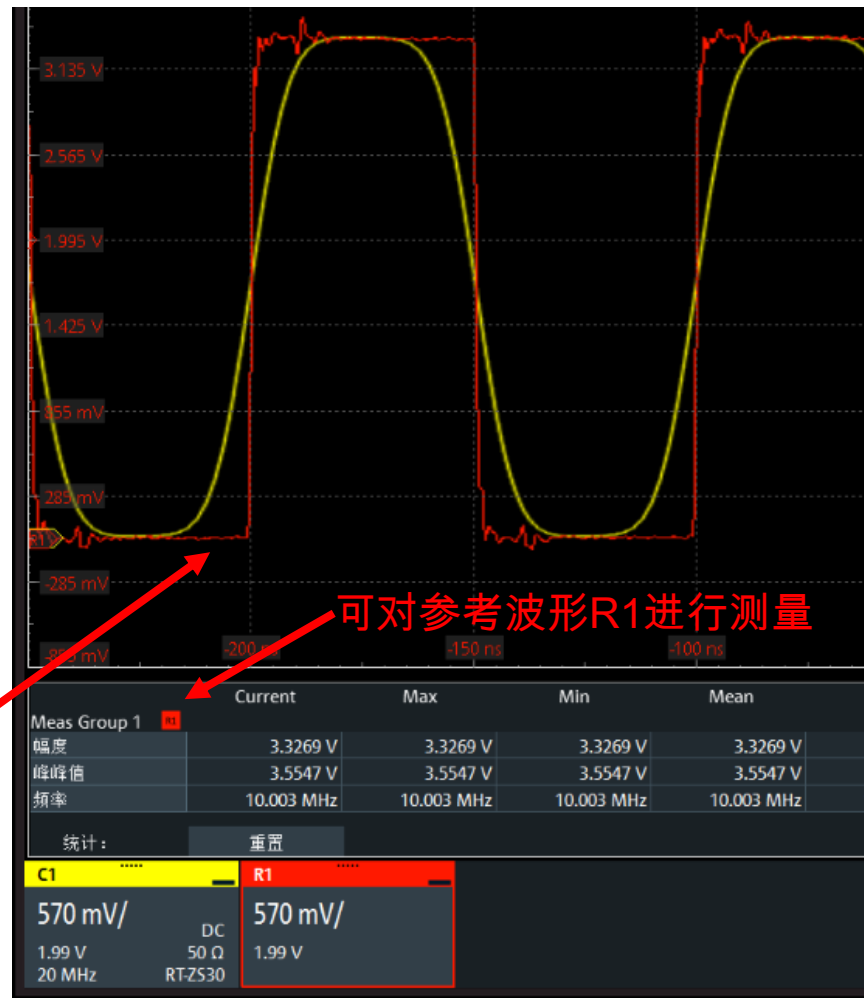 3.135 V
2.565 V
1.995 V
1.425 V
855 mV
285 mV
R1
-285 mV
可对参考波形R1进行测量
-855 mV -200 ns -150 ns -100 ns
Current Max Min Mean
Meas Group 1 R1
幅度 3.3269 V 3.3269 V 3.3269 V 3.3269 V
峰峰值 3.5547 V 3.5547 V 3.5547 V 3.5547 V
频率 10.003 MHz 10.003 MHz 10.003 MHz 10.003 MHz
统计： 重置
C1 R1
570 mV/ DC 570 mV/
1.99 V 50 Ω 1.99 V
20 MHz RT-ZS30